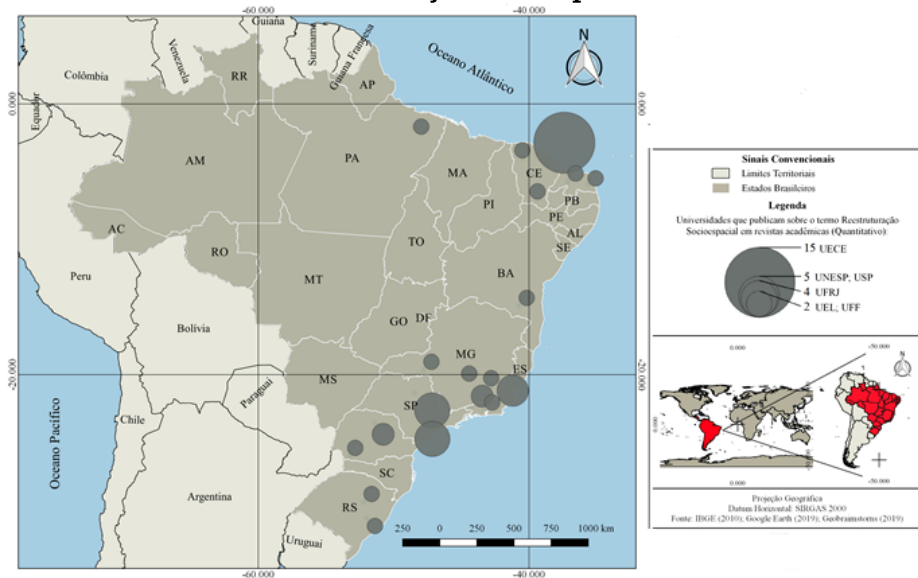 -60.000
-40.000
Guiana
Suriname
Guiana Francesa
Venezuela
Colômbia
Equador
Oceano Atlântico
N
0.000
0.000
RR
AP
AM
PA
MA
CE
PI
PB
PE
AL
SE
AC
RO
TO
BA
MT
Peru
Bolívia
GO
DF
MG
ES
-20.000
-20.000
MS
SP
Paraguai
Chile
Oceano Pacífico
SC
Argentina
RS
Uruguai
250
0
250
500
750
1000 km
-60.000
-40.000
Sinais Convencionais
Limites Territoriais
Estados Brasileiros
Legenda
Universidades que publicam sobre o termo Reestruturação
Socioespacial em revistas acadêmicas (Quantitativo):
15 UECE
5 UNESP; USP
4 UFRJ
2 UEL; UFF
0.000
-50.000
N
0.000
0.000
-50.000
Projeção Geográfica
Datum Horizontal: SIRGAS 2000
Fonte: IBGE (2010); Google Earth (2019); Geobrainstorns (2019)